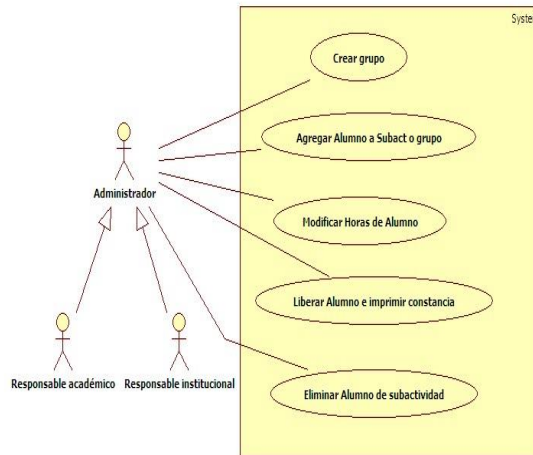 System
Crear grupo
Agregar Alumno a Subact o grupo
Administrador
Modificar Horas de Alumno
Liberar Alumno e imprimir constancia
Responsable académico
Responsable institucional
Eliminar Alumno de subactividad